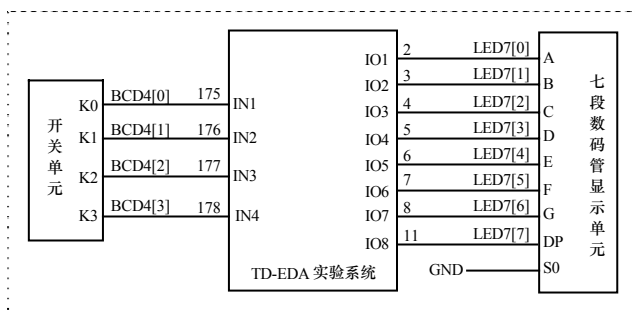 开关单元
K0 BCD4[0] 175 IN1
K1 BCD4[1] 176 IN2
K2 BCD4[2] 177 IN3
K3 BCD4[3] 178 IN4
TD-EDA 实验系统
IO1 2 LED7[0] A
IO2 3 LED7[1] B
IO3 4 LED7[2] C
IO4 5 LED7[3] D
IO5 6 LED7[4] E
IO6 7 LED7[5] F
IO7 8 LED7[6] G
IO8 11 LED7[7] DP
GND S0
七段数码管显示单元